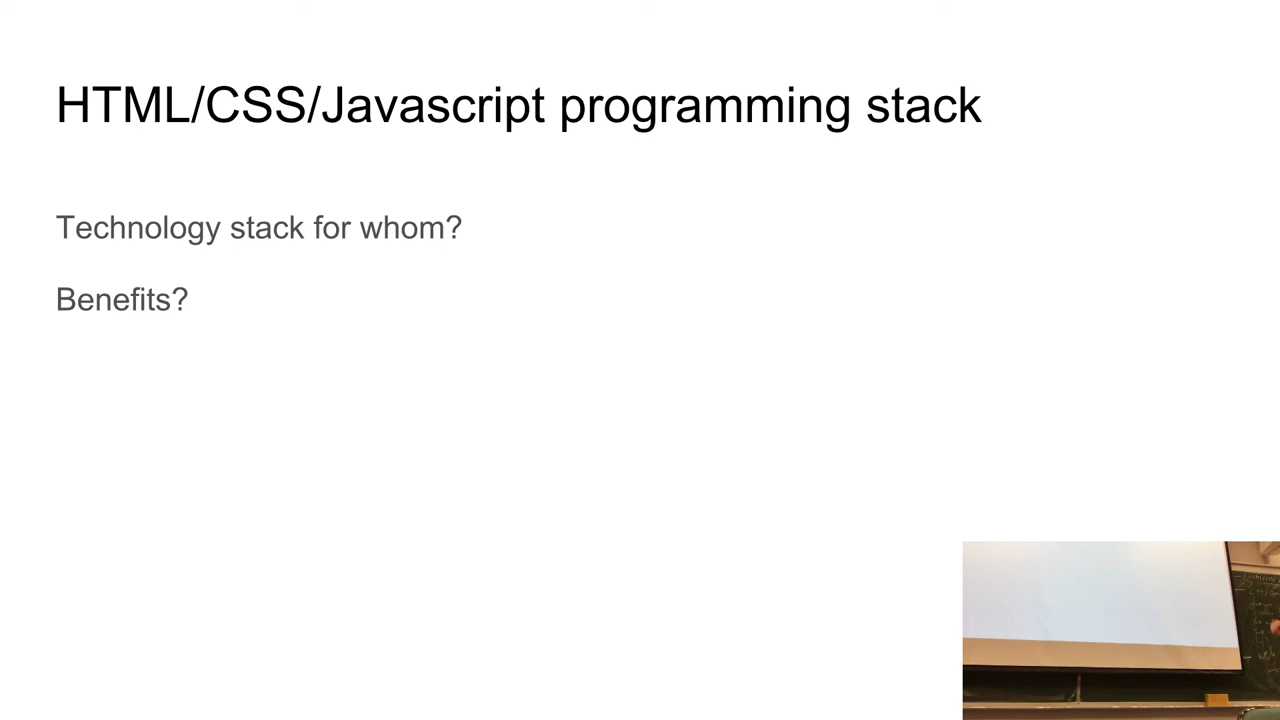 HTML/CSS/Javascript programming stack
Technology stack for whom?
Benefits?